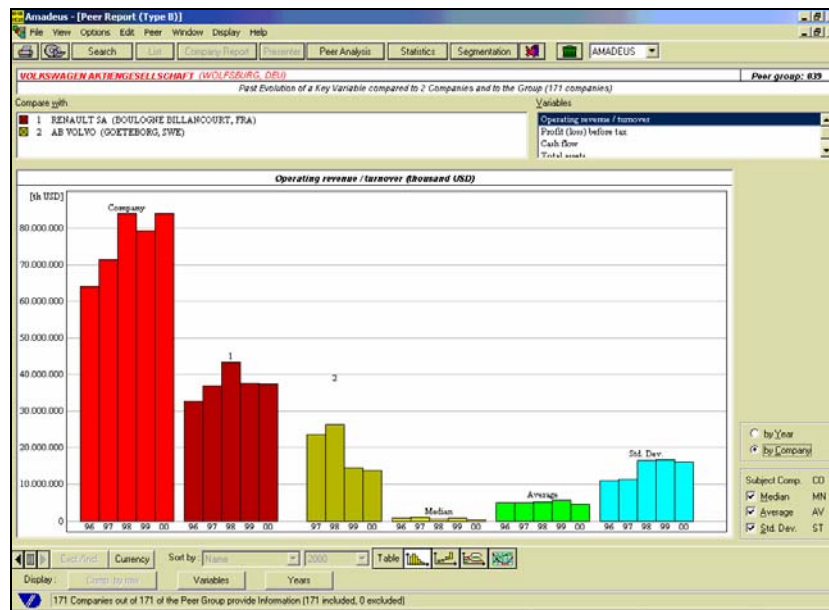 Amadeus - [Peer Report (Type B)]
File View Options Edit Peer Window Display Help
Search List Company Report Presenter Peer Analysis Statistics Segmentation AMADEUS
VOLKSWAGEN AKTIENGESELLSCHAFT (WOLFSBURG, DEU) Peer group: 039
Past Evolution of a Key Variable compared to 2 Companies and to the Group (171 companies)
Compare with Variables
1 RENAULT SA (BOULOGNE BILLANCOURT, FRA)
2 AB VOLVO (GOETEBORG, SWE)
Operating revenue / turnover
Profit (loss) before tax
Cash flow
Total assets
Operating revenue / turnover (thousand USD)
[th USD]
Company
80.000.000
70.000.000
60.000.000
50.000.000
40.000.000
30.000.000
20.000.000
10.000.000
0
1
2
Median
Average
Std. Dev.
96 97 98 99 00 96 97 98 99 00 97 98 99 00 96 97 98 99 00 96 97 98 99 00 96 97 98 99 00
by Year
by Company
Subject Comp. CO
Median MN
Average AV
Std. Dev. ST
Currency Sort by: Name 2000 Table
Display: Comp. by row Variables Years
171 Companies out of 171 of the Peer Group provide Information (171 included, 0 excluded)